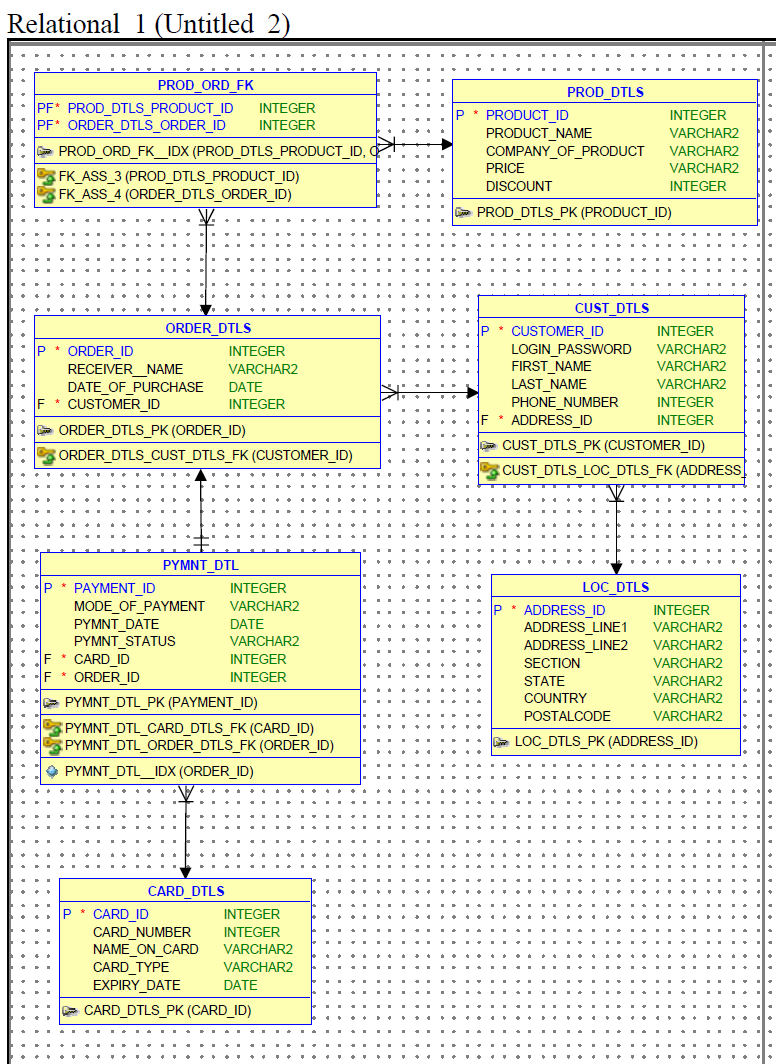 Relational_1 (Untitled_2)
PROD_ORD_FK
PF* PROD_DTLS_PRODUCT_ID INTEGER
PF* ORDER_DTLS_ORDER_ID INTEGER
PROD_ORD_FK__IDX (PROD_DTLS_PRODUCT_ID, O
FK_ASS_3 (PROD_DTLS_PRODUCT_ID)
FK_ASS_4 (ORDER_DTLS_ORDER_ID)
PROD_DTLS
P * PRODUCT_ID INTEGER
PRODUCT_NAME VARCHAR2
COMPANY_OF_PRODUCT VARCHAR2
PRICE VARCHAR2
DISCOUNT INTEGER
PROD_DTLS_PK (PRODUCT_ID)
ORDER_DTLS
P * ORDER_ID INTEGER
RECEIVER__NAME VARCHAR2
DATE_OF_PURCHASE DATE
F * CUSTOMER_ID INTEGER
ORDER_DTLS_PK (ORDER_ID)
ORDER_DTLS_CUST_DTLS_FK (CUSTOMER_ID)
CUST_DTLS
P * CUSTOMER_ID INTEGER
LOGIN_PASSWORD VARCHAR2
FIRST_NAME VARCHAR2
LAST_NAME VARCHAR2
PHONE_NUMBER INTEGER
F * ADDRESS_ID INTEGER
CUST_DTLS_PK (CUSTOMER_ID)
CUST_DTLS_LOC_DTLS_FK (ADDRESS_
PYMNT_DTL
P * PAYMENT_ID INTEGER
MODE_OF_PAYMENT VARCHAR2
PYMNT_DATE DATE
PYMNT_STATUS VARCHAR2
F * CARD_ID INTEGER
F * ORDER_ID INTEGER
PYMNT_DTL_PK (PAYMENT_ID)
PYMNT_DTL_CARD_DTLS_FK (CARD_ID)
PYMNT_DTL_ORDER_DTLS_FK (ORDER_ID)
PYMNT_DTL__IDX (ORDER_ID)
LOC_DTLS
P * ADDRESS_ID INTEGER
ADDRESS_LINE1 VARCHAR2
ADDRESS_LINE2 VARCHAR2
SECTION VARCHAR2
STATE VARCHAR2
COUNTRY VARCHAR2
POSTALCODE VARCHAR2
LOC_DTLS_PK (ADDRESS_ID)
CARD_DTLS
P * CARD_ID INTEGER
CARD_NUMBER INTEGER
NAME_ON_CARD VARCHAR2
CARD_TYPE VARCHAR2
EXPIRY_DATE DATE
CARD_DTLS_PK (CARD_ID)